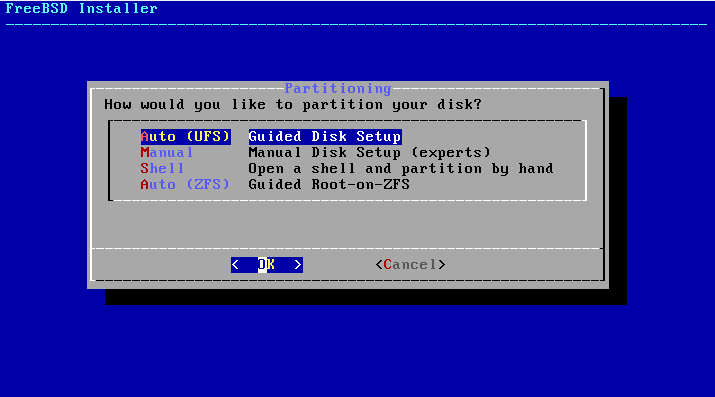 FreeBSD Installer
Partitioning
How would you like to partition your disk?
Auto (UFS) Guided Disk Setup
Manual Manual Disk Setup (experts)
Shell Open a shell and partition by hand
Auto (ZFS) Guided Root-on-ZFS
< OK > <Cancel>